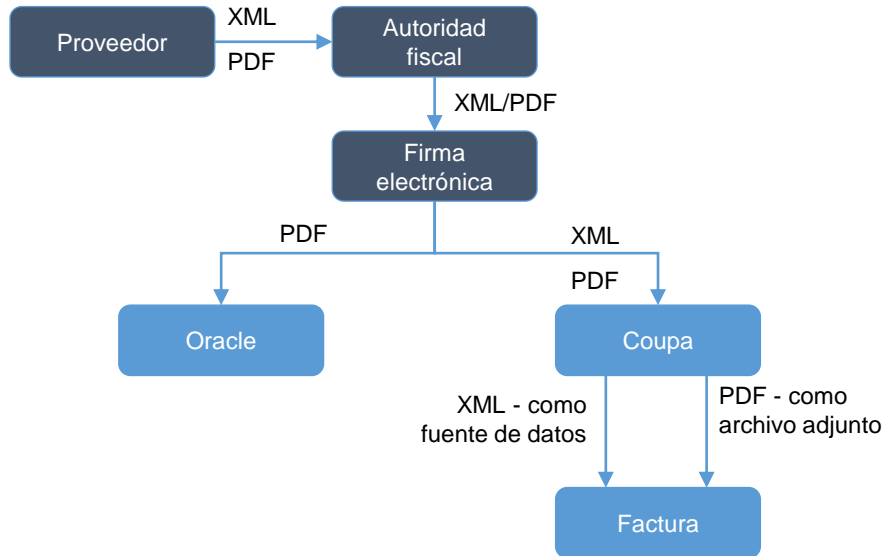 Proveedor
XML
PDF
Autoridad
fiscal
XML/PDF
Firma
electrónica
PDF
XML
PDF
Oracle
Coupa
XML - como
fuente de datos
PDF - como
archivo adjunto
Factura